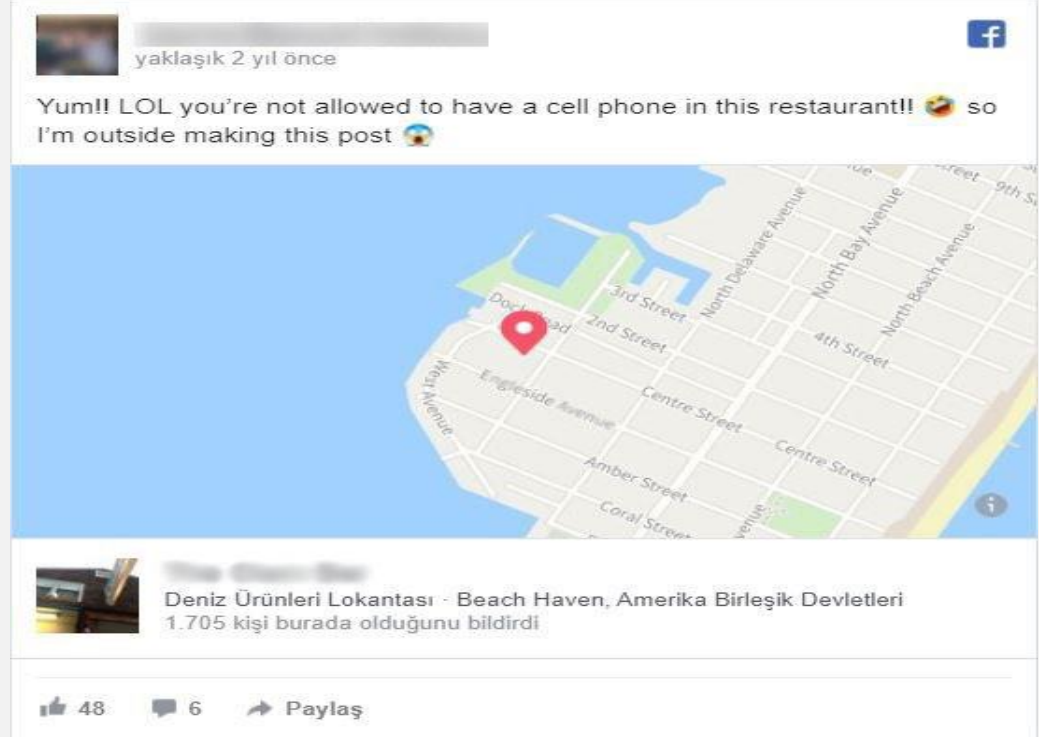 yaklaşık 2 yıl önce
Yum!! LOL you're not allowed to have a cell phone in this restaurant!! 🤣 so
I'm outside making this post 😱
9th
North Delaware Avenue
North Bay Avenue
North Beach Avenue
Dock Road
3rd Street
2nd Street
4th Street
West Avenue
Engleside Avenue
Centre Street
Centre Street
Amber Street
Coral Street
Deniz Ürünleri Lokantası · Beach Haven, Amerika Birleşik Devletleri
1.705 kişi burada olduğunu bildirdi
48 6 Paylaş